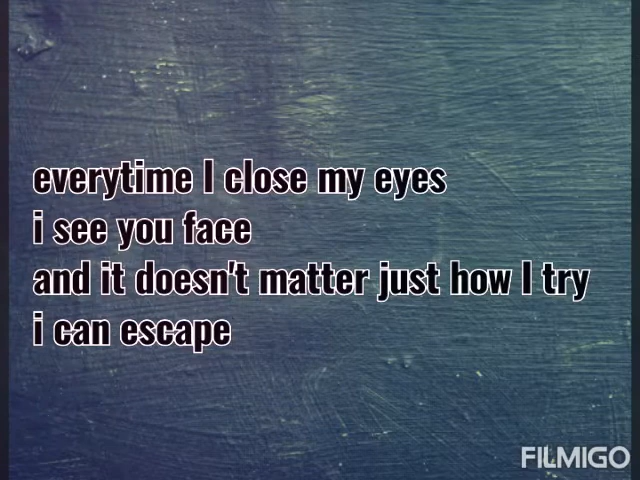 everytime I close my eyes
i see you face
and it doesn't matter just how I try
i can escape
FILMIGO